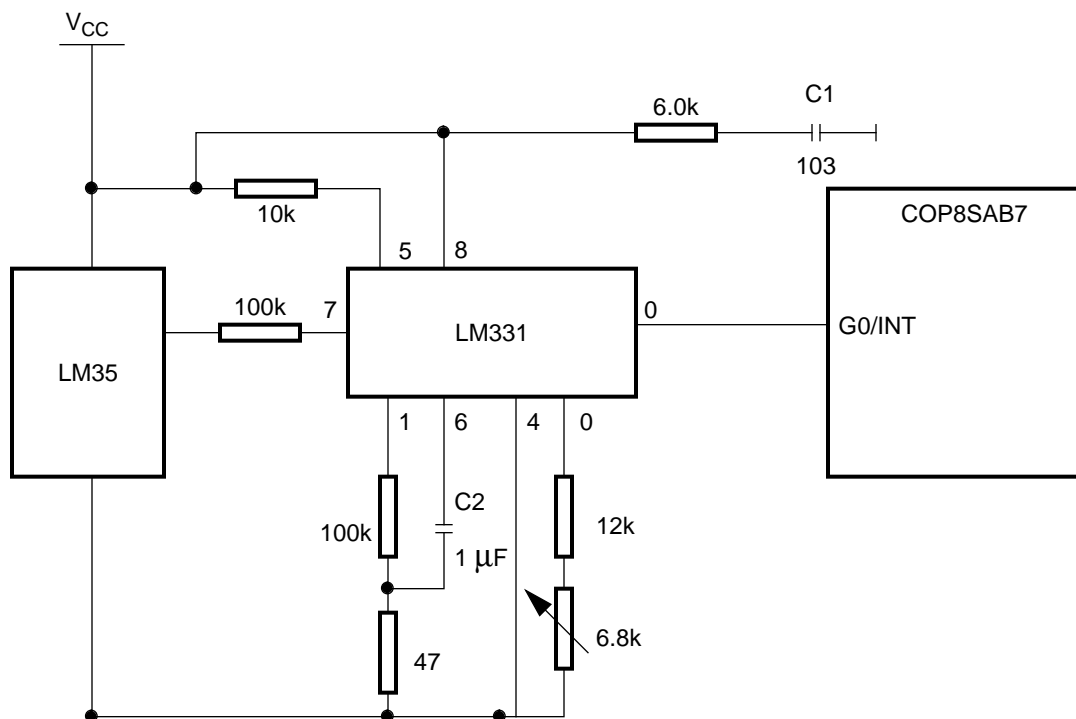 VCC
C1
6.0k
103
COP8SAB7
10k
5 8
100k
7
0
LM331
G0/INT
LM35
1 6 4 0
C2
100k
12k
1 µF
6.8k
47